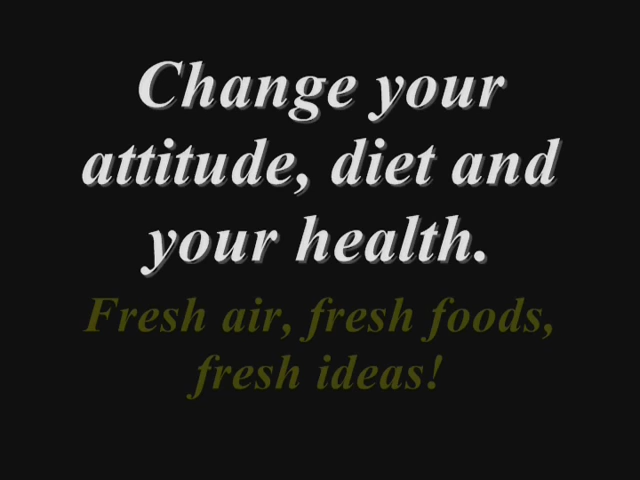 Change your
attitude, diet and
your health.
Fresh air, fresh foods,
fresh ideas!